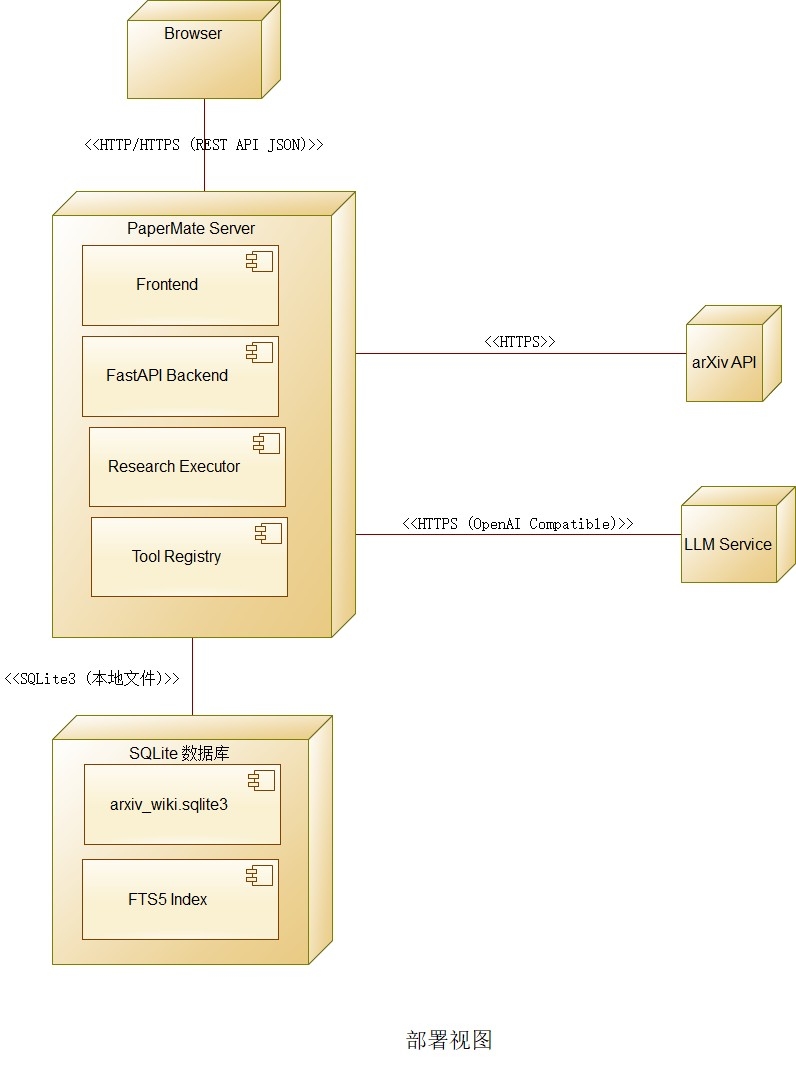 Browser
<<HTTP/HTTPS (REST API JSON)>>
PaperMate Server
Frontend
FastAPI Backend
Research Executor
Tool Registry
<<HTTPS>>
arXiv API
<<HTTPS (OpenAI Compatible)>>
LLM Service
<<SQLite3 (本地文件)>>
SQLite 数据库
arxiv_wiki.sqlite3
FTS5 Index
部署视图